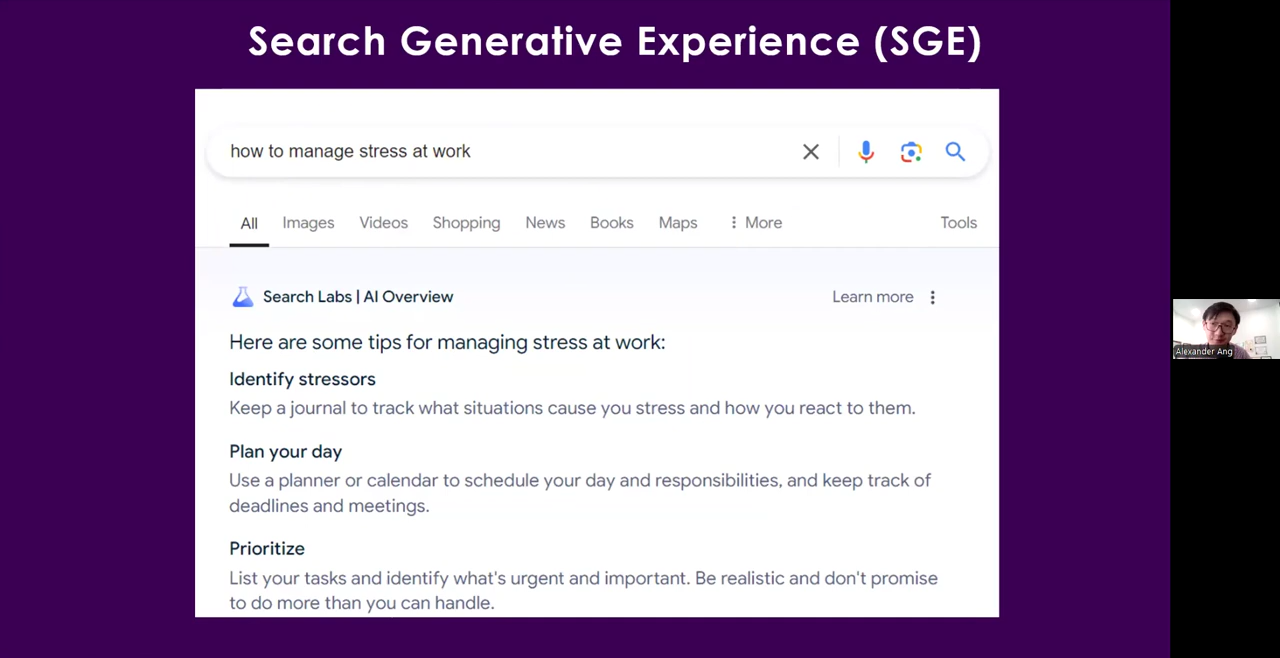 Search Generative Experience (SGE)
how to manage stress at work
All Images Videos Shopping News Books Maps More Tools
Search Labs | AI Overview Learn more
Here are some tips for managing stress at work:
Identify stressors
Keep a journal to track what situations cause you stress and how you react to them.
Plan your day
Use a planner or calendar to schedule your day and responsibilities, and keep track of
deadlines and meetings.
Prioritize
List your tasks and identify what's urgent and important. Be realistic and don't promise
to do more than you can handle.
Alexander Ang